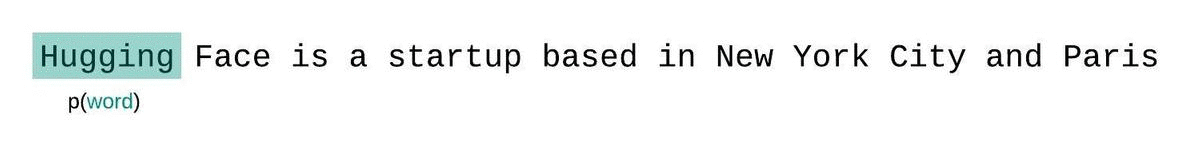 Hugging Face is a startup based in New York City and Paris
p(word)